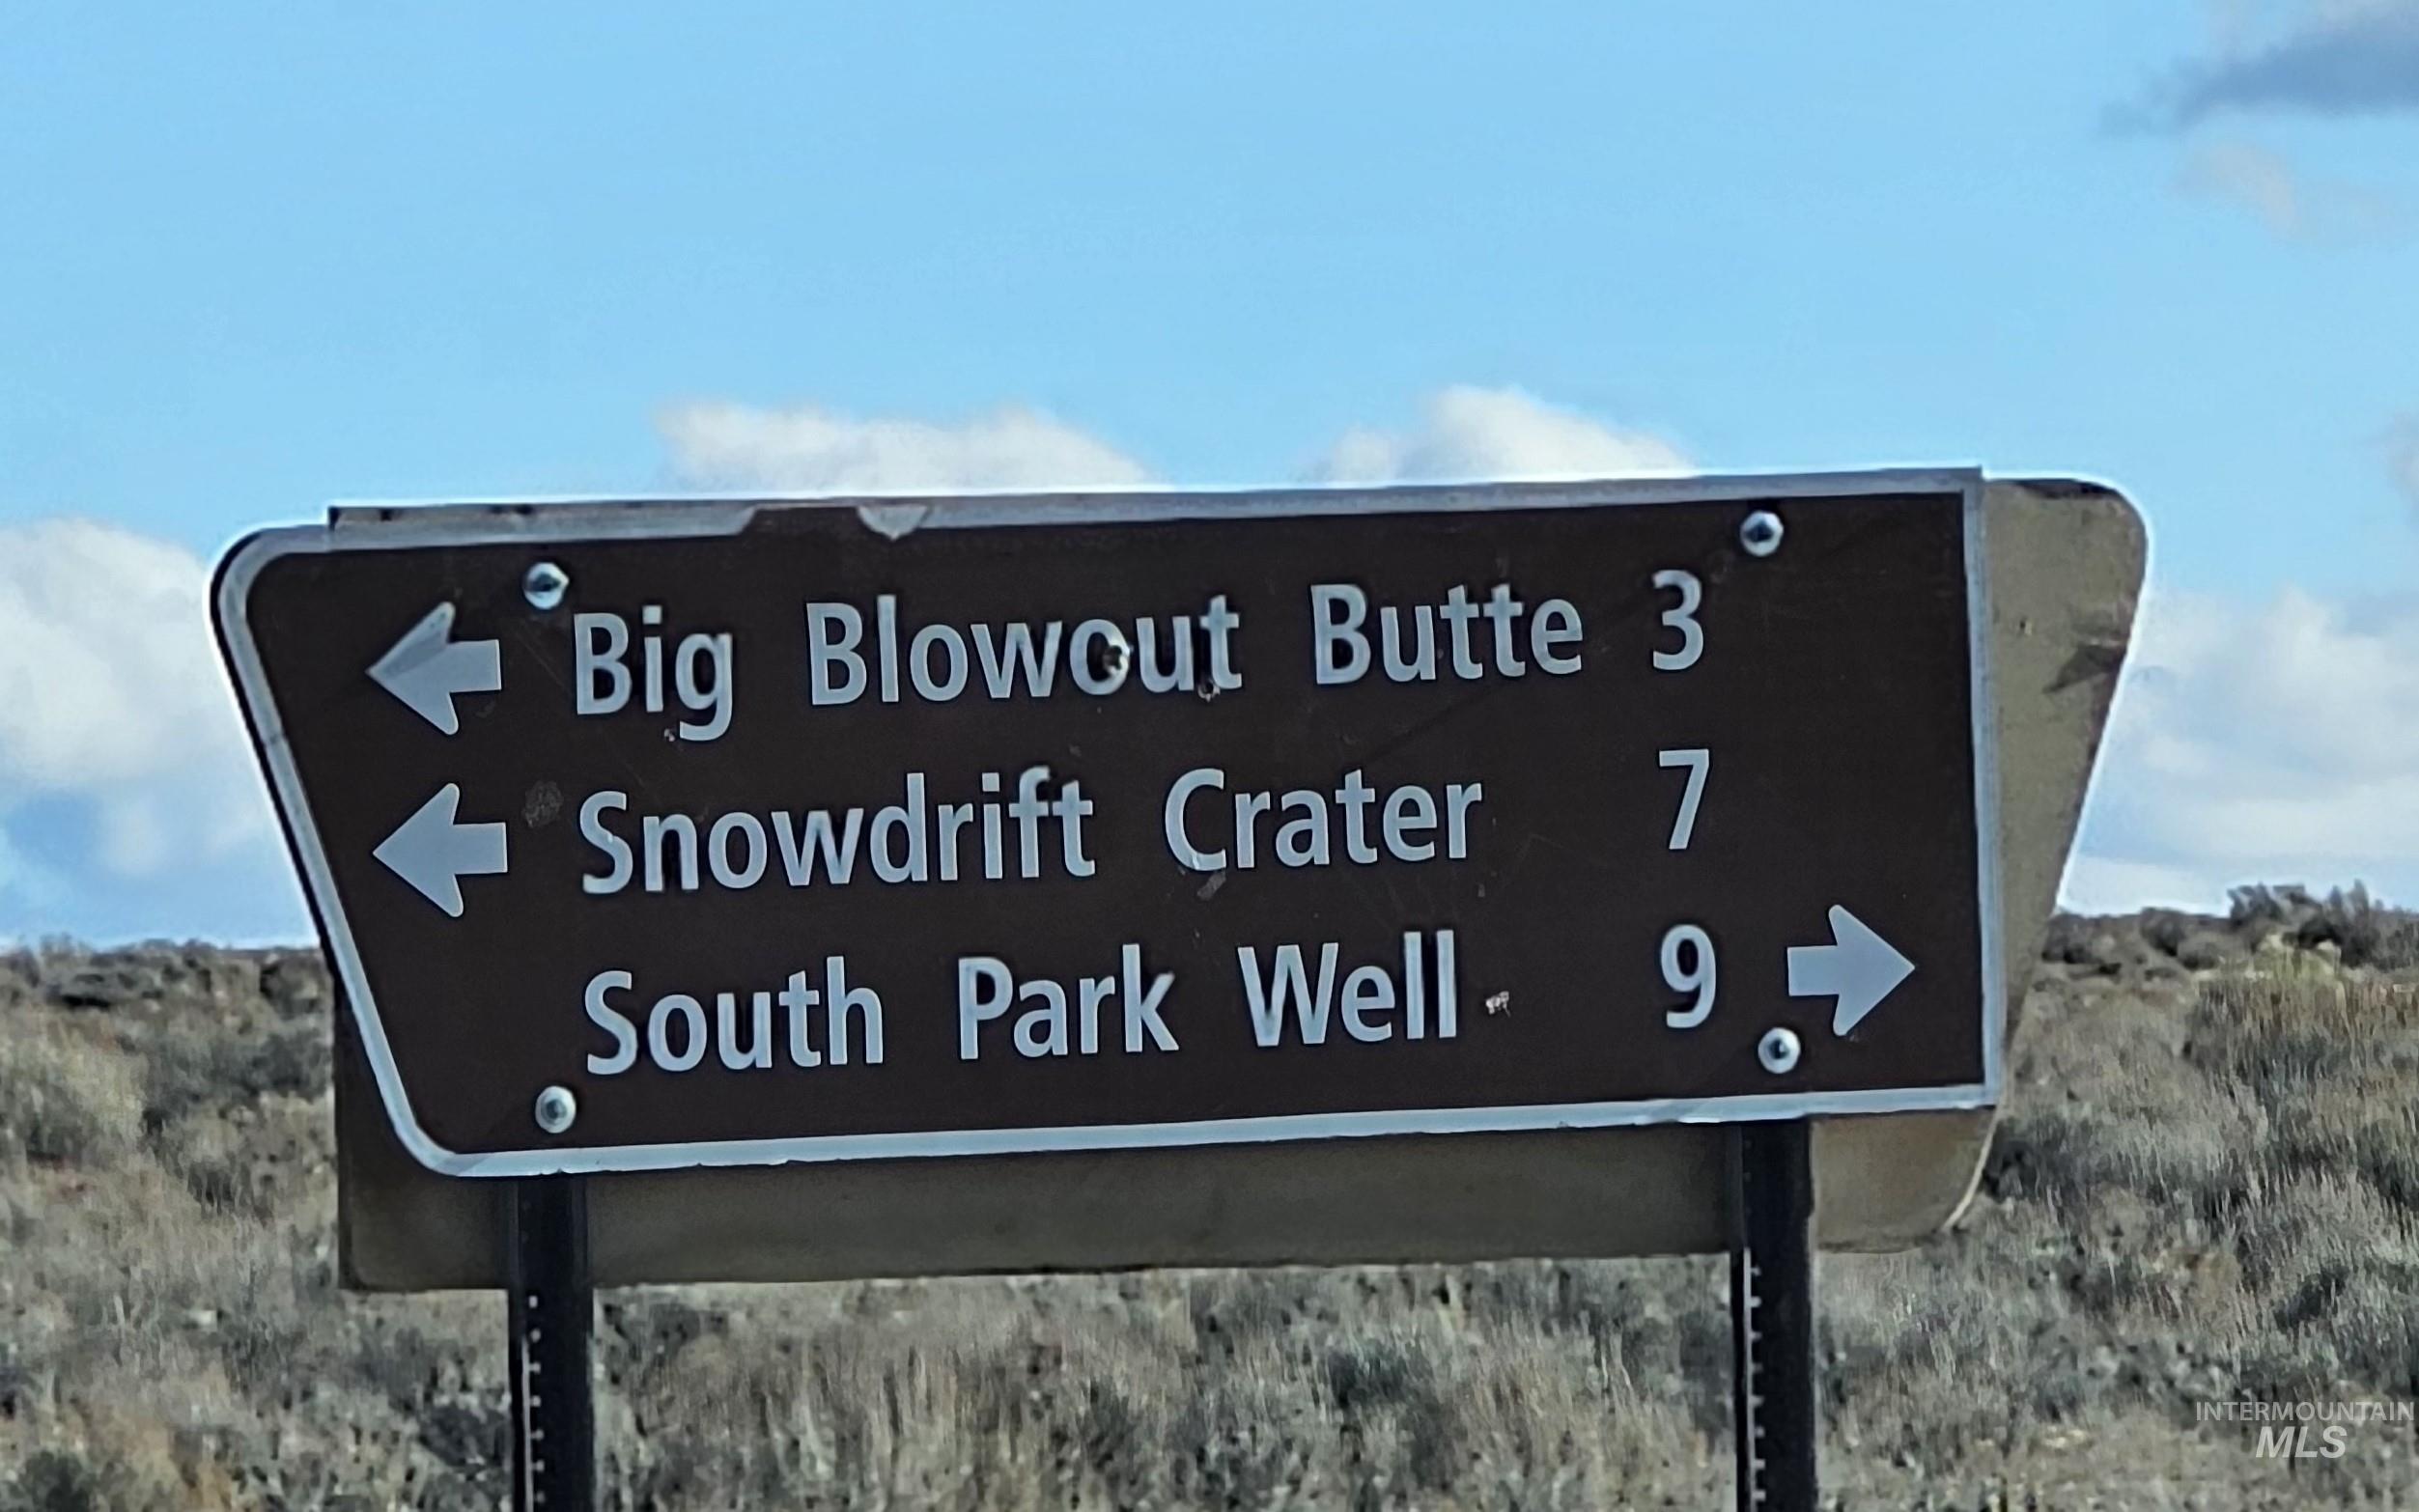 Big Blowout Butte 3
Snowdrift Crater 7
South Park Well 9
INTERMOUNTAIN
MLS